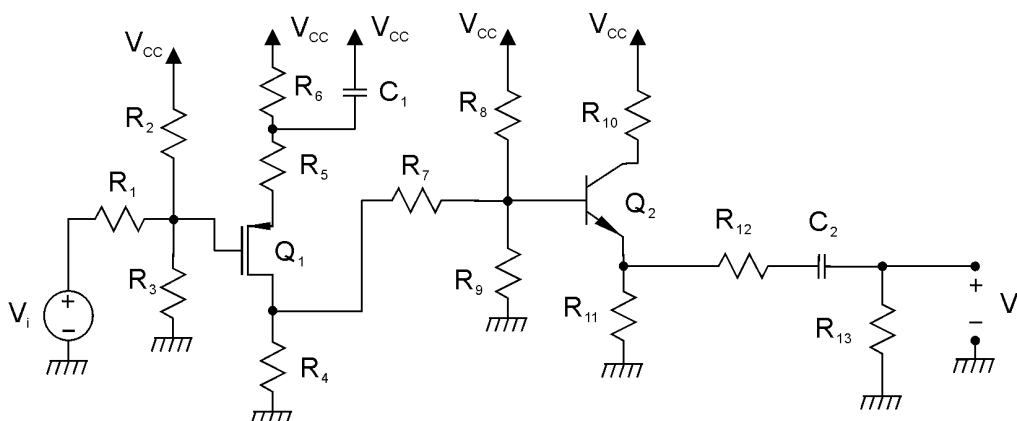 V_CC
V_CC
V_CC
V_CC
V_CC
R_6
C_1
R_8
R_10
R_2
R_5
R_7
R_1
Q_2
Q_1
R_12
C_2
R_3
R_9
R_11
V_i
+
−
+
−
V
R_13
R_4